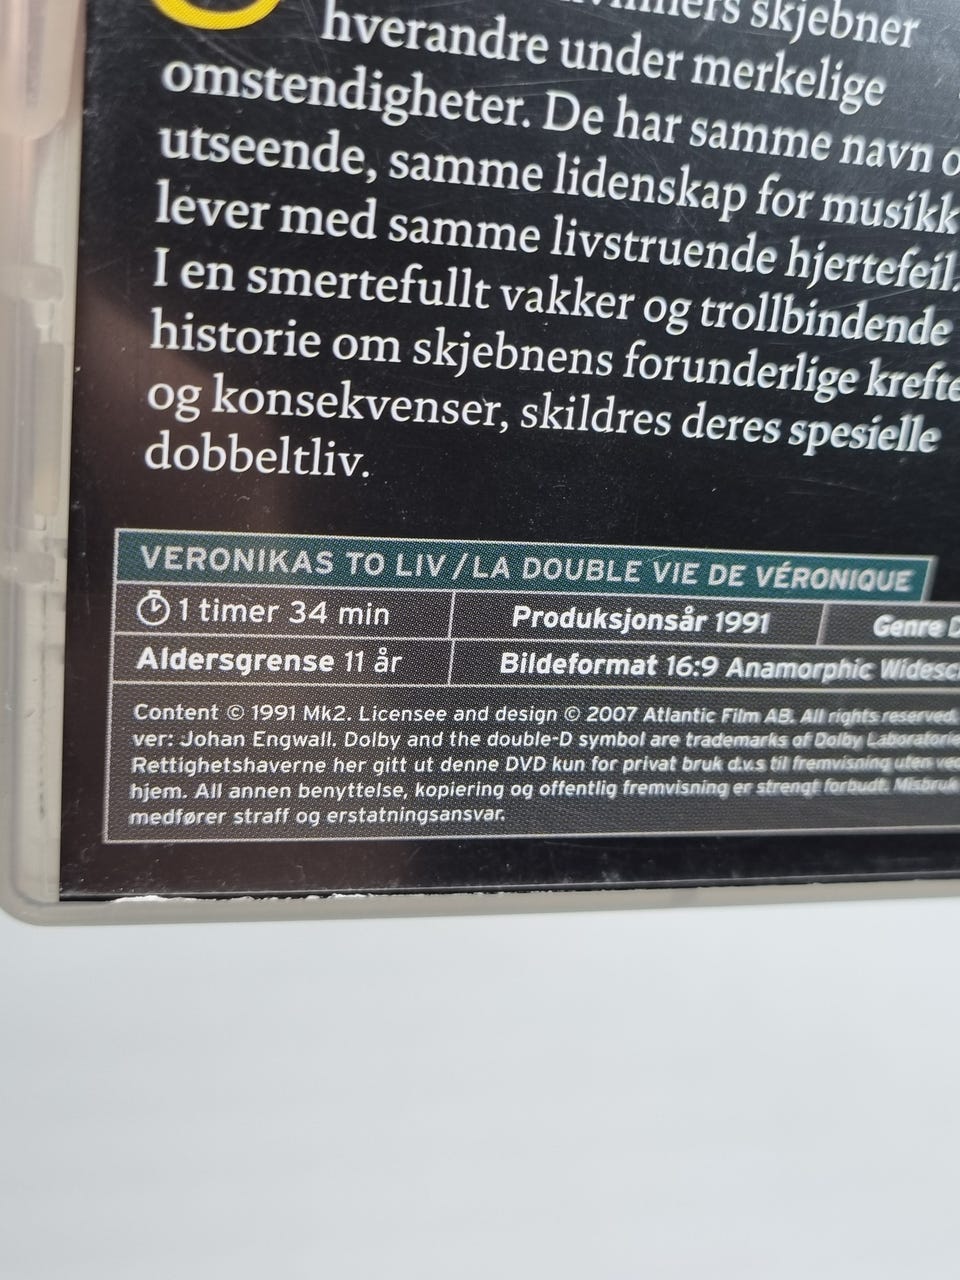 skjebner
hverandre under merkelige
omstendigheter. De har samme navn
utseende, samme lidenskap for musikk
lever med samme livstruende hjertefeil.
I en smertefullt vakker og trollbindende
historie om skjebnens forunderlige
og konsekvenser, skildres deres spesielle
dobbeltliv.
VERONIKAS TO LIV/LA DOUBLE VIE DE VÉRONIQUE
1 timer 34 min Produksjonsår 1991 Genre
Aldersgrense 11 år Bildeformat 16:9 Anamorphic
Content © 1991 Mk2. Licensee and design © 2007 Atlantic Film AB. All rights reserved.
ver: Johan Engwall. Dolby and the double-D symbol are trademarks of Dolby
Rettighetshaverne her gitt ut denne DVD kun for privat bruk d.v.s til fremvisning uten
hjem. All annen benyttelse, kopiering og offentlig fremvisning er strengt forbudt. Misbruk
medfører straff og erstatningsansvar.